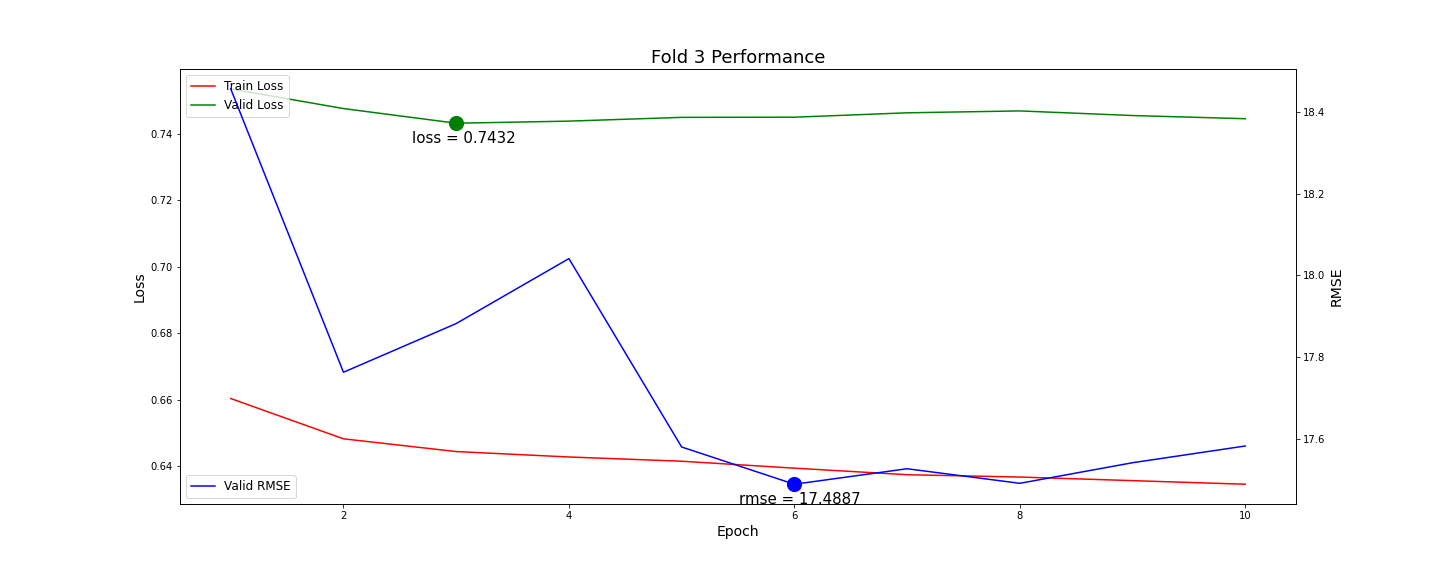 Fold 3 Performance
Train Loss
Valid Loss
loss = 0.7432
Valid RMSE
rmse = 17.4887
Loss
0.74
0.72
0.70
0.68
0.66
0.64
RMSE
18.4
18.2
18.0
17.8
17.6
2 4 6 8 10
Epoch